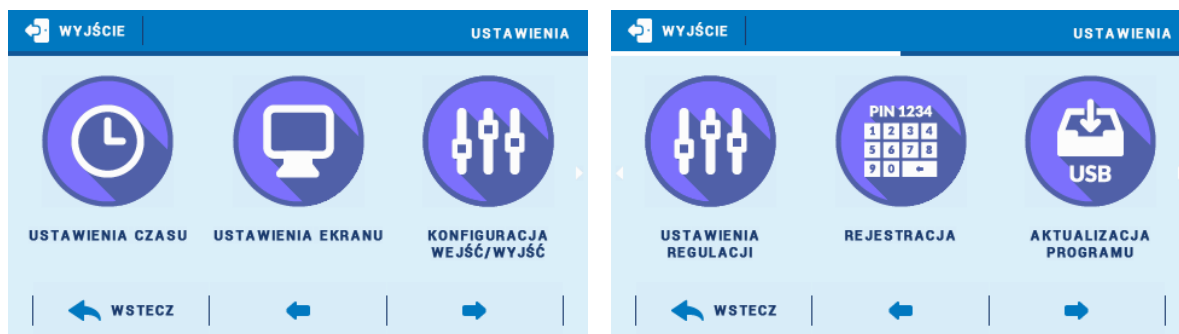 WYJŚCIE
USTAWIENIA
USTAWIENIA CZASU
USTAWIENIA EKRANU
KONFIGURACJA
WEJŚĆ/WYJŚĆ
WSTECZ
WYJŚCIE
USTAWIENIA
PIN 1234
1 2 3 4
5 6 7 8
9 0
USB
USTAWIENIA
REGULACJI
REJESTRACJA
AKTUALIZACJA
PROGRAMU
WSTECZ